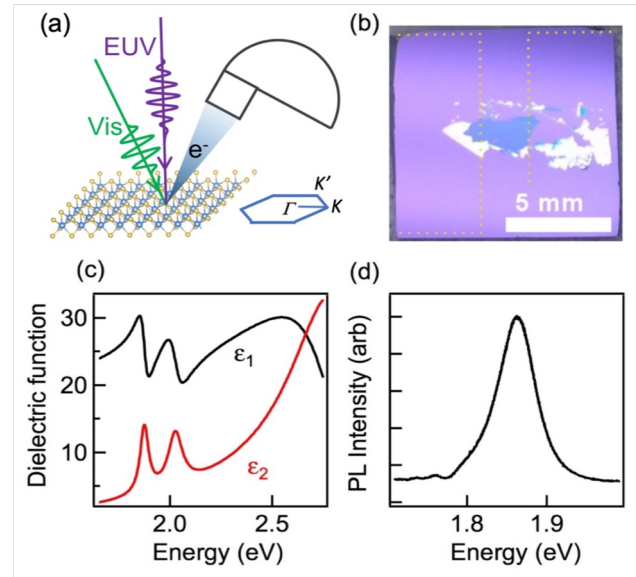 (a)
EUV
Vis
e-
K'
Γ
K
(b)
5 mm
(c)
Dielectric function
30
20
10
ε1
ε2
2.0
2.5
Energy (eV)
(d)
PL Intensity (arb)
1.8
1.9
Energy (eV)